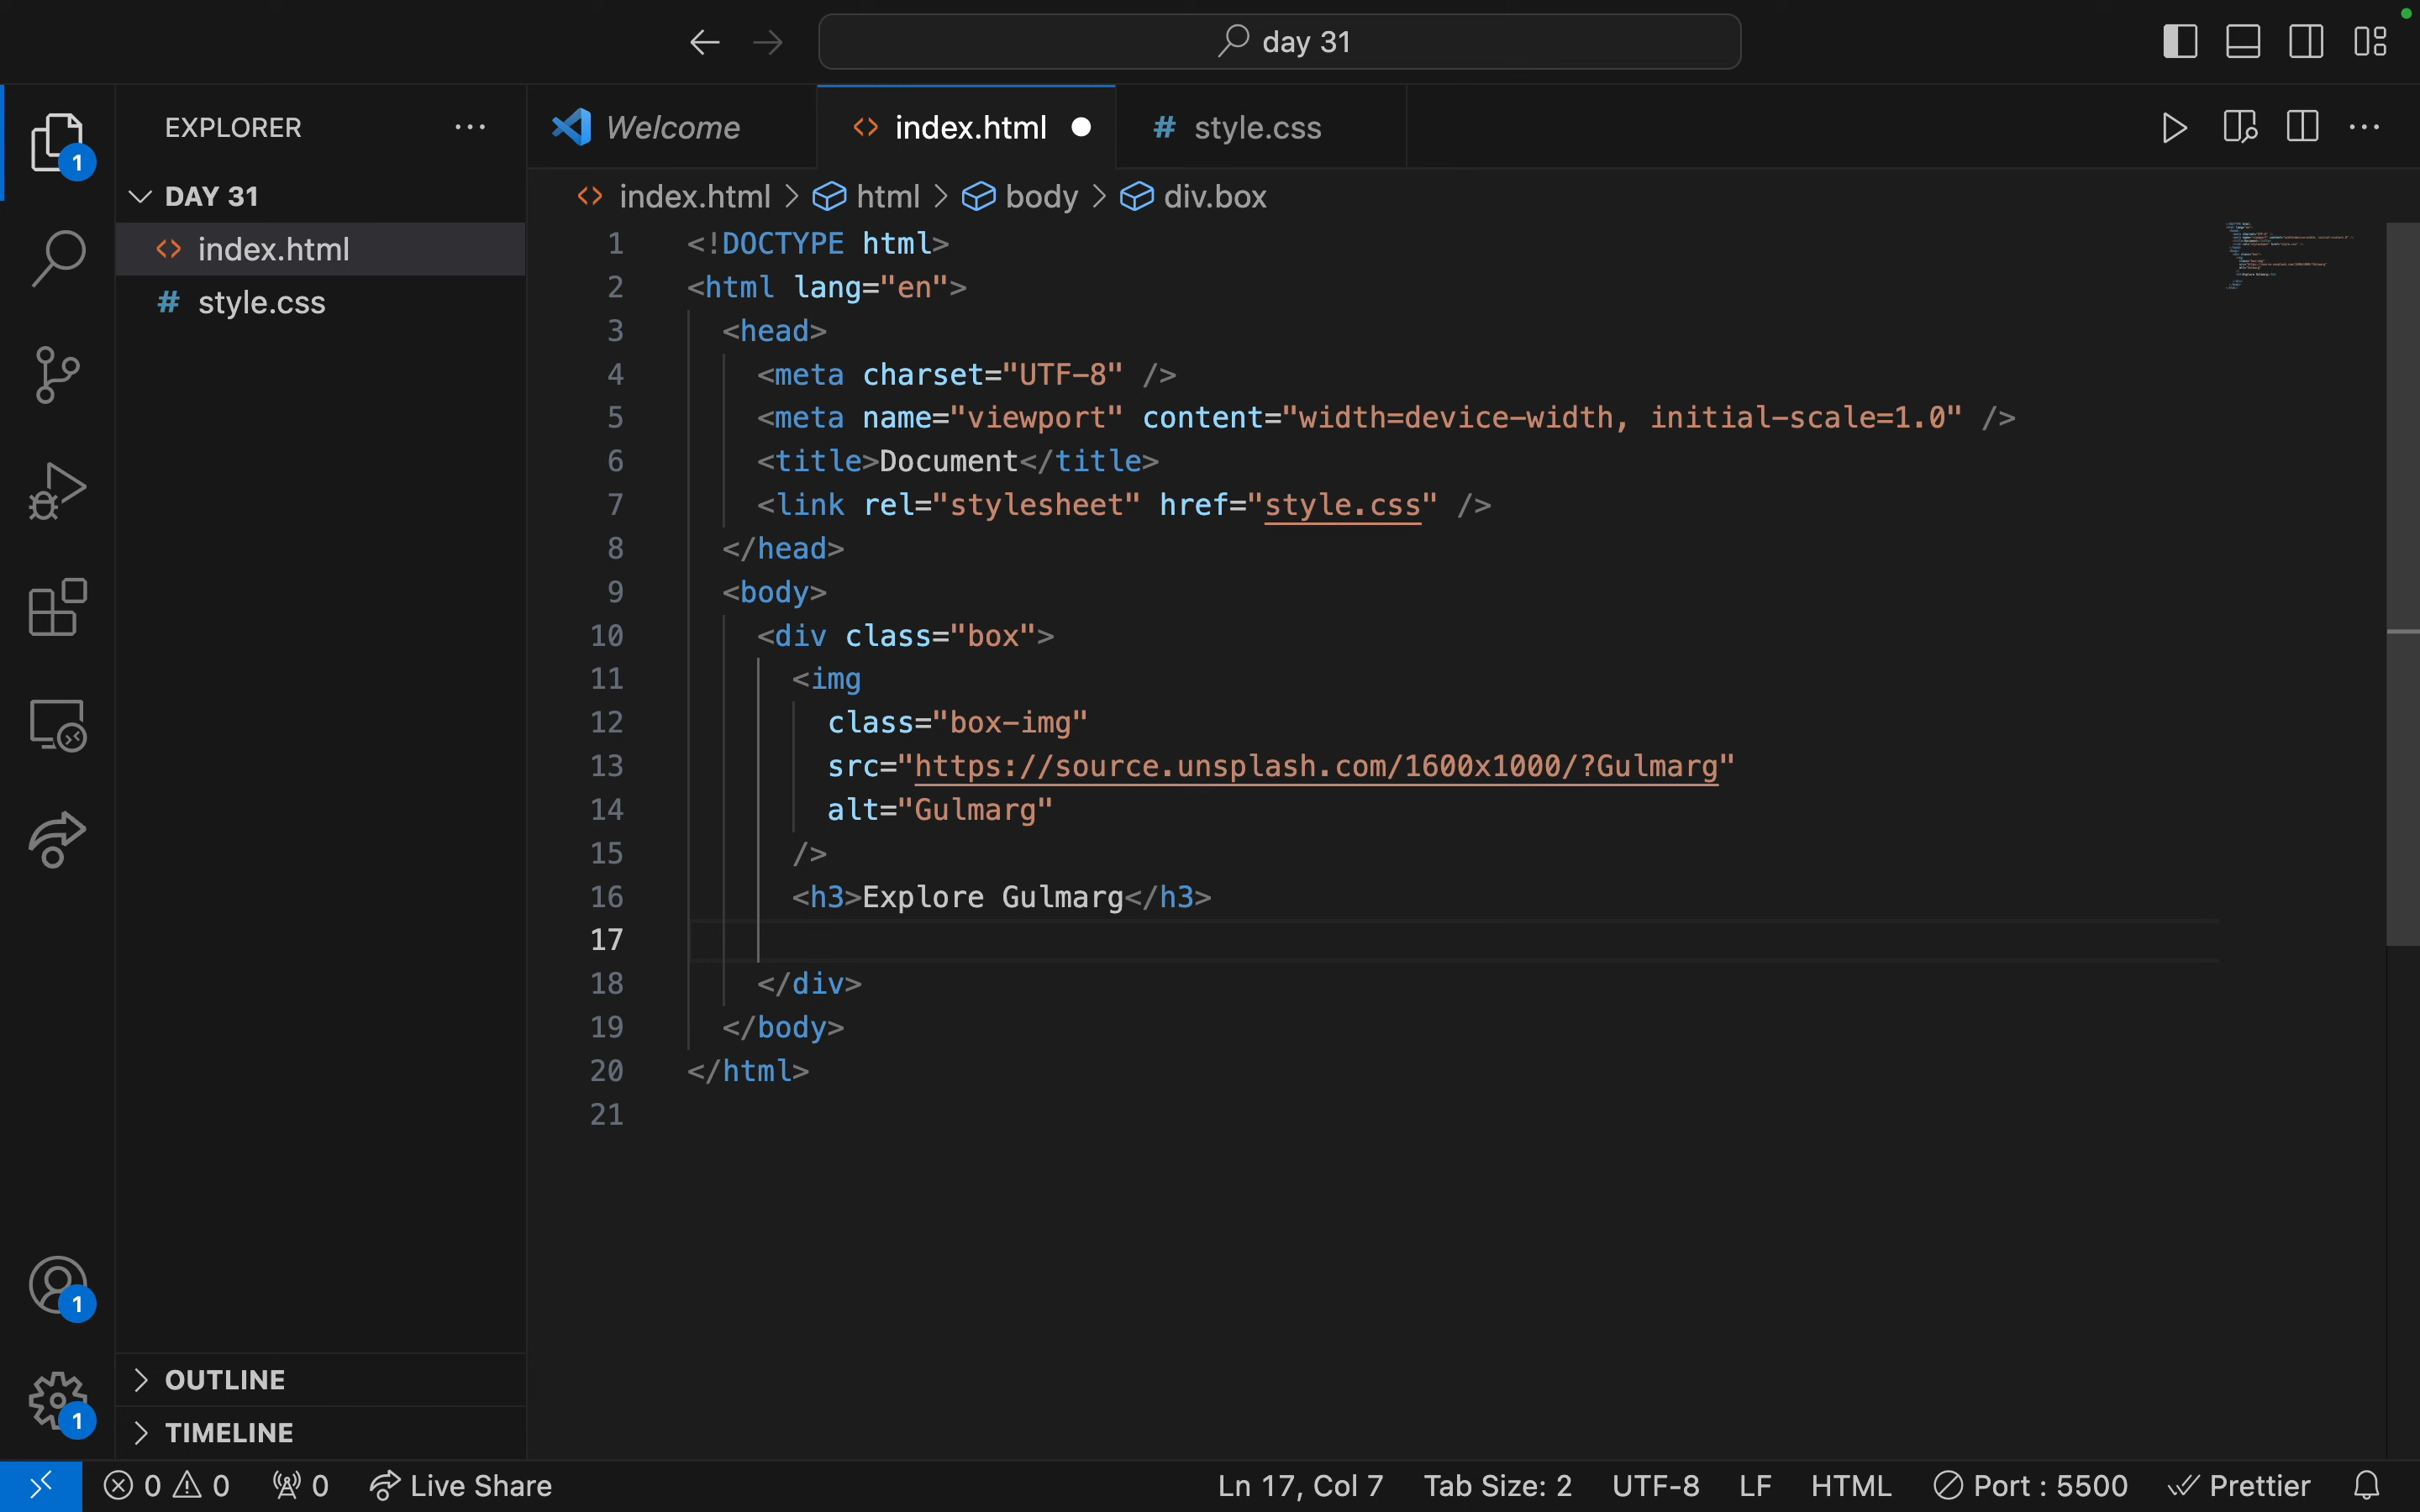 day 31
EXPLORER
Welcome
index.html
# style.css
1
DAY 31
index.html
# style.css
index.html > html > body > div.box
1 <!DOCTYPE html>
2 <html lang="en">
3 <head>
4 <meta charset="UTF-8" />
5 <meta name="viewport" content="width=device-width, initial-scale=1.0" />
6 <title>Document</title>
7 <link rel="stylesheet" href="style.css" />
8 </head>
9 <body>
10 <div class="box">
11 <img
12 class="box-img"
13 src="https://source.unsplash.com/1600x1000/?Gulmarg"
14 alt="Gulmarg"
15 />
16 <h3>Explore Gulmarg</h3>
17
18 </div>
19 </body>
20 </html>
21
1
1
OUTLINE
TIMELINE
0 0 0 Live Share Ln 17, Col 7 Tab Size: 2 UTF-8 LF HTML Port : 5500 Prettier